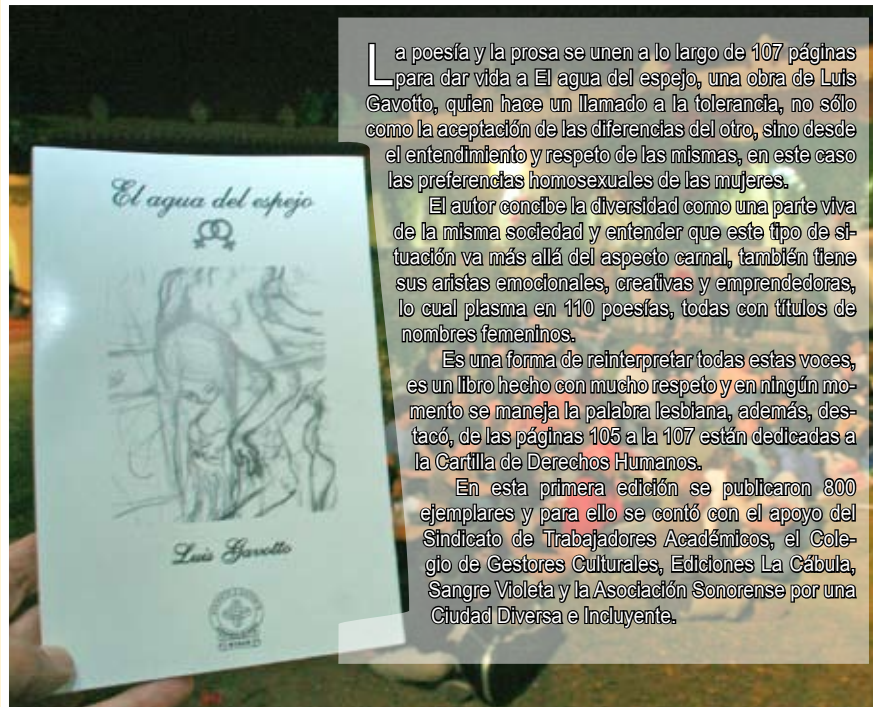 El agua del espejo
Luis Gavotto
La poesía y la prosa se unen a lo largo de 107 páginas
para dar vida a El agua del espejo, una obra de Luis
Gavotto, quien hace un llamado a la tolerancia, no sólo
como la aceptación de las diferencias del otro, sino desde
el entendimiento y respeto de las mismas, en este caso
las preferencias homosexuales de las mujeres.
El autor concibe la diversidad como una parte viva
de la misma sociedad y entender que este tipo de si-
tuación va más allá del aspecto carnal, también tiene
sus aristas emocionales, creativas y emprendedoras,
lo cual plasma en 110 poesías, todas con títulos de
nombres femeninos.
Es una forma de reinterpretar todas estas voces,
es un libro hecho con mucho respeto y en ningún mo-
mento se maneja la palabra lesbiana, además, des-
tacó, de las páginas 105 a la 107 están dedicadas a
la Cartilla de Derechos Humanos.
En esta primera edición se publicaron 800
ejemplares y para ello se contó con el apoyo del
Sindicato de Trabajadores Académicos, el Cole-
gio de Gestores Culturales, Ediciones La Cábula,
Sangre Violeta y la Asociación Sonorense por una
Ciudad Diversa e Incluyente.